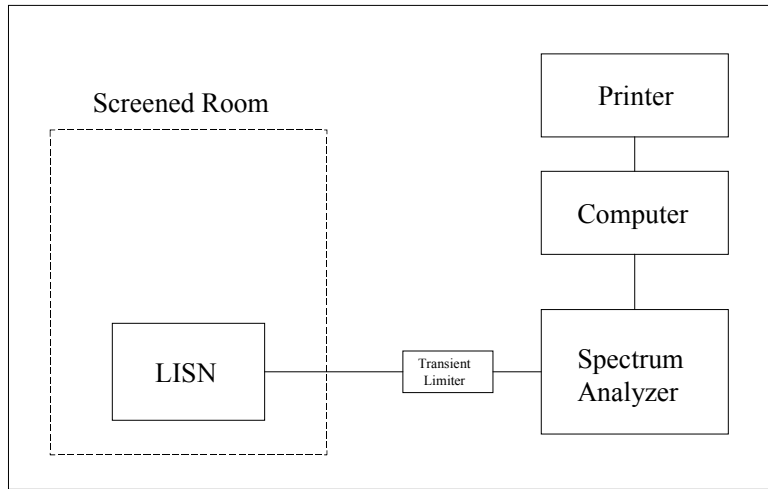 Screened Room
Printer
Computer
LISN
Transient
Limiter
Spectrum
Analyzer